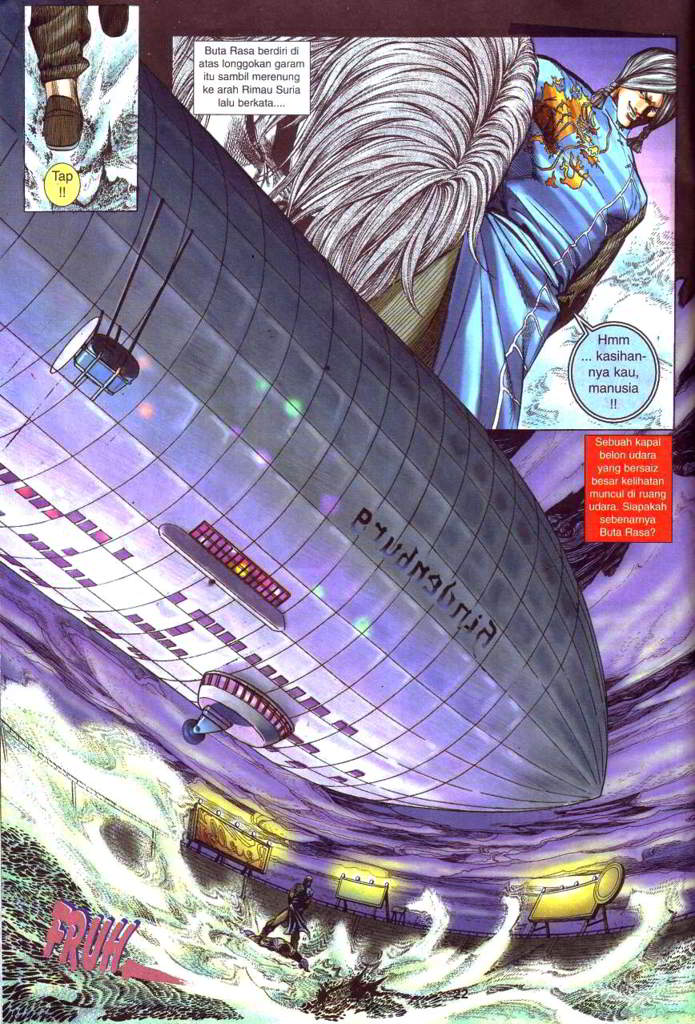 Buta Rasa berdiri di
atas longgokan garam
itu sambil merenung
ke arah Rimau Suria
lalu berkata....
Tap
!!
Hmm
... kasihan-
nya kau,
manusia
!!
Sebuah kapal
belon udara
yang bersaiz
besar kelihatan
muncul di ruang
udara. Siapakah
sebenarnya
Buta Rasa?
hindenburg
FRUH...